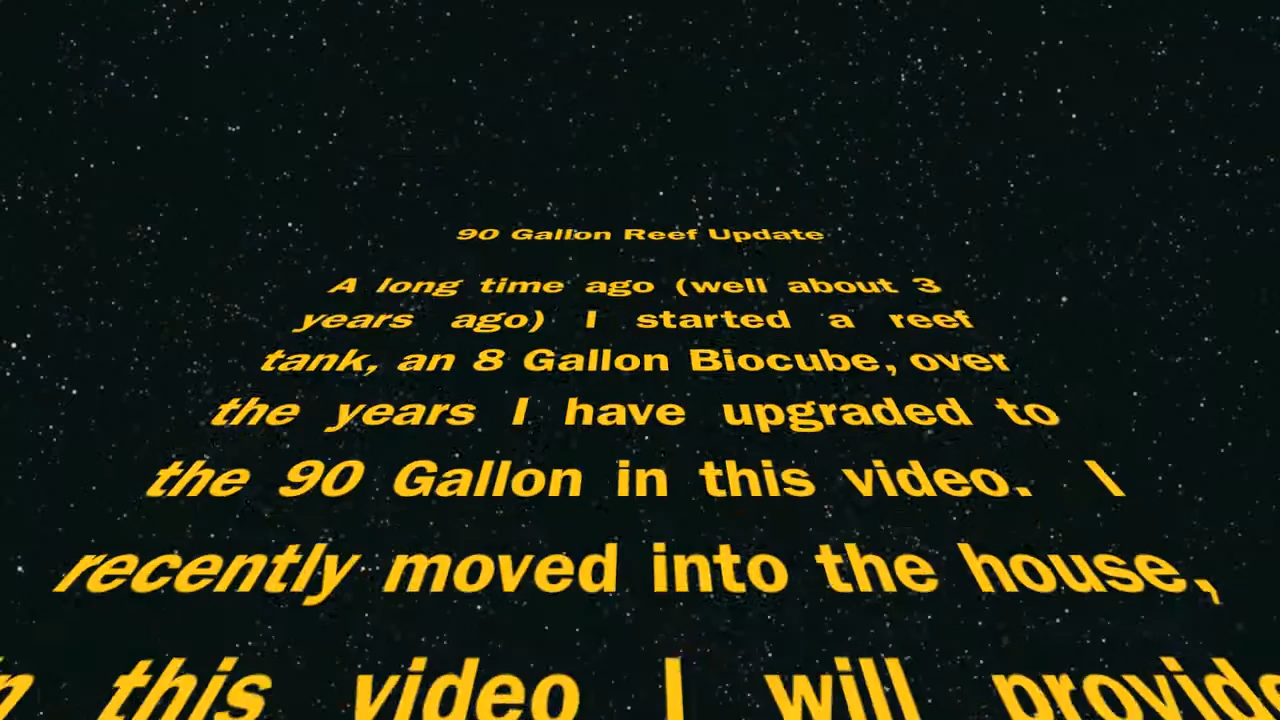 90 Gallon Reef Update
A long time ago (well about 3
years ago) I started a reef
tank, an 8 Gallon Biocube, over
the years I have upgraded to
the 90 Gallon in this video. I
recently moved into the house,
this video I will